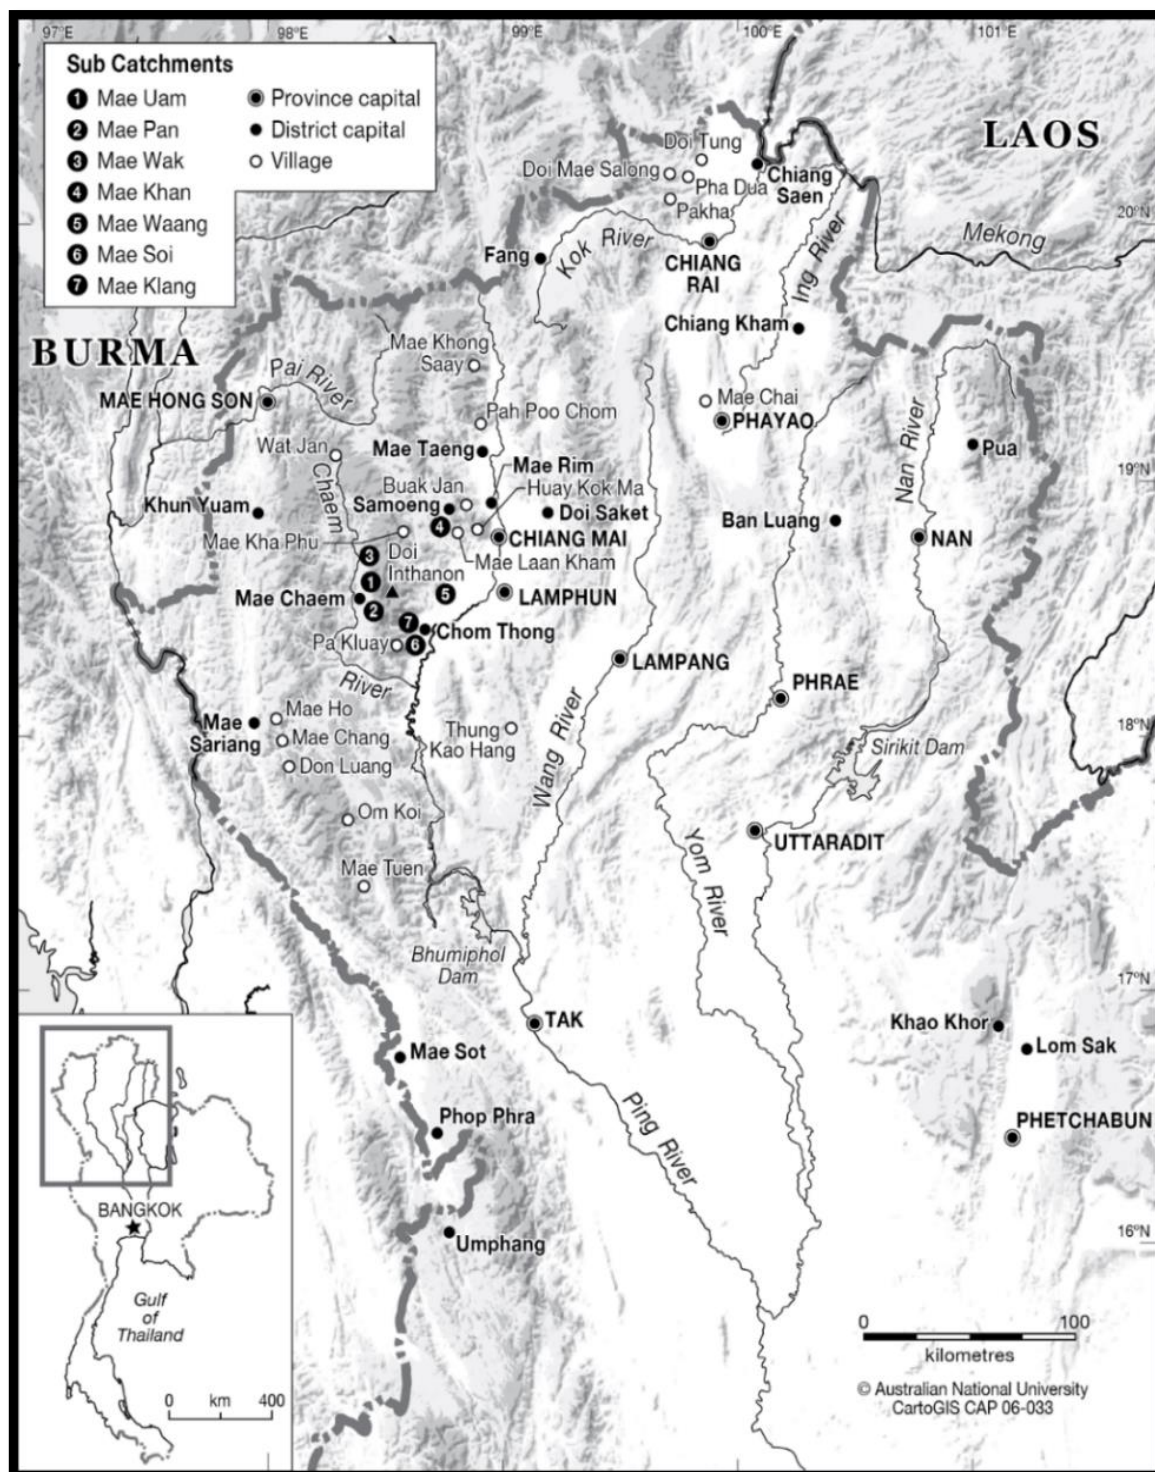 97°E
98°E
99°E
100°E
101°E
Sub Catchments
1 Mae Uam
2 Mae Pan
3 Mae Wak
4 Mae Khan
5 Mae Waang
6 Mae Soi
7 Mae Klang
Province capital
District capital
Village
LAOS
Doi Tung
Doi Mae Salong
Pha Dua
Pakha
Chiang
Saen
20°N
Mekong
Fang
Kok River
CHIANG
RAI
Ing River
Chiang Kham
BURMA
Mae Khong
Saay
Pai River
MAE HONG SON
Mae Chai
PHAYAO
Pah Poo Chom
Nan River
Pua
Wat Jan
Mae Taeng
Mae Rim
19°N
Chaem
Buak Jan
Huay Kok Ma
Khun Yuam
Samoeng
Doi Saket
Ban Luang
4
Mae Kha Phu
CHIANG MAI
NAN
3
Doi
Inthanon
Mae Laan Kham
1
5
Mae Chaem
LAMPHUN
2
7
Chom Thong
Pa Kluay
6
LAMPANG
River
PHRAE
Mae Ho
Mae
Sariang
Mae Chang
Thung
Kao Hang
Wang River
18°N
Sirikit Dam
Don Luang
Om Koi
Yom River
UTTARADIT
Mae Tuen
Bhumiphol
Dam
17°N
TAK
Khao Khor
Lom Sak
Mae Sot
Ping River
Phop Phra
PHETCHABUN
BANGKOK
Umphang
16°N
Gulf
of
Thailand
0 km 400
0 100
kilometres
© Australian National University
CartoGIS CAP 06-033